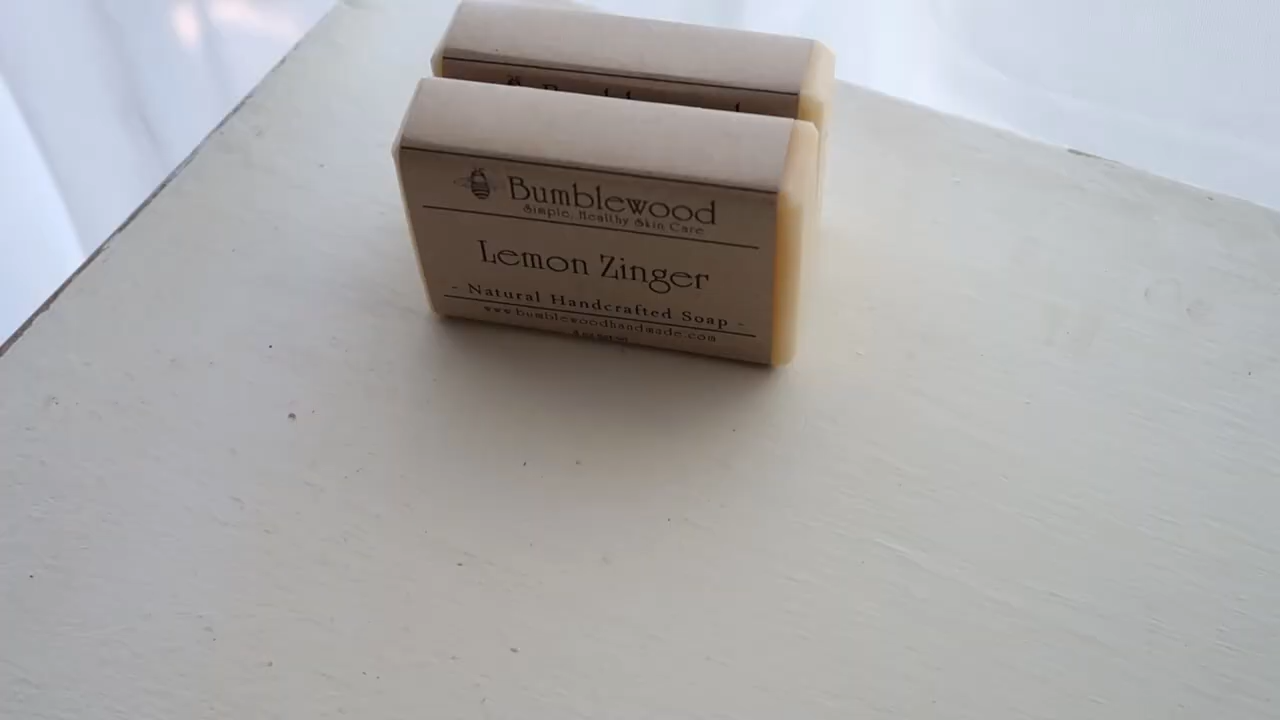 Bumblewood
Simple, Healthy Skin Care
Lemon Zinger
- Natural Handcrafted Soap -
www.bumblewoodhandmade.com